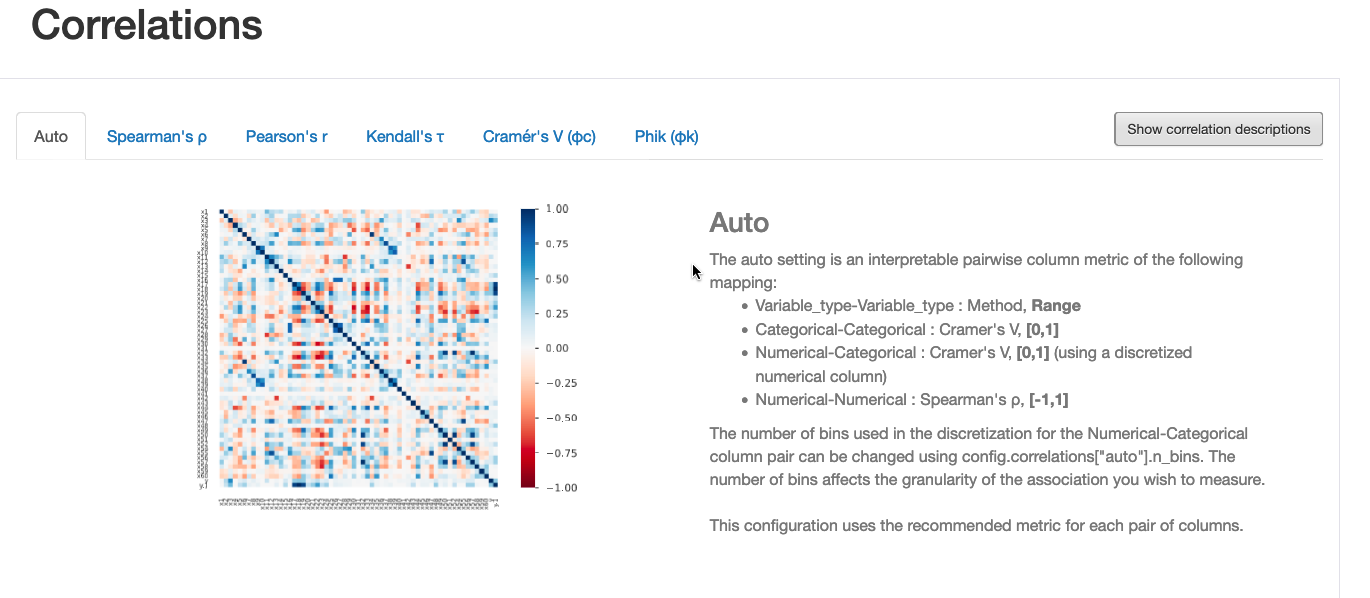 Correlations
Auto
Spearman's ρ
Pearson's r
Kendall's τ
Cramér's V (φc)
Phik (φk)
Show correlation descriptions
1.00
0.75
0.50
0.25
0.00
−0.25
−0.50
−0.75
−1.00
Auto
The auto setting is an interpretable pairwise column metric of the following
mapping:
• Variable_type-Variable_type : Method, Range
• Categorical-Categorical : Cramer's V, [0,1]
• Numerical-Categorical : Cramer's V, [0,1] (using a discretized
numerical column)
• Numerical-Numerical : Spearman's ρ, [-1,1]
The number of bins used in the discretization for the Numerical-Categorical
column pair can be changed using config.correlations["auto"].n_bins. The
number of bins affects the granularity of the association you wish to measure.
This configuration uses the recommended metric for each pair of columns.